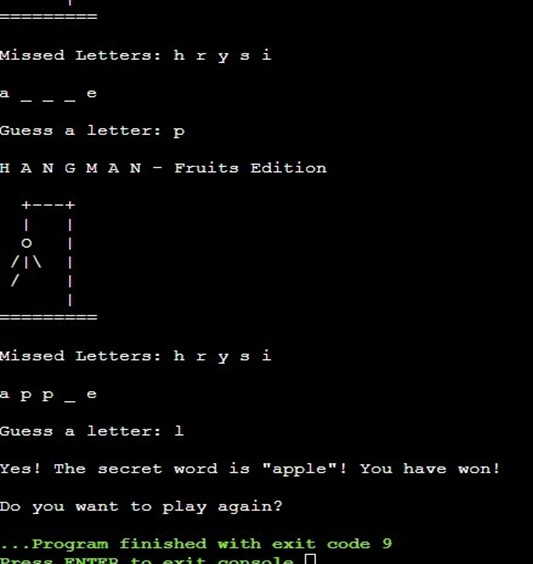 =========
Missed Letters: h r y s i
a _ _ _ e
Guess a letter: p
H A N G M A N - Fruits Edition
  +----+
  |    |
  O    |
 /|\   |
 /     |
       |
=========
Missed Letters: h r y s i
a p p _ e
Guess a letter: l
Yes! The secret word is "apple"! You have won!
Do you want to play again?
...Program finished with exit code 9
Press ENTER to exit console.